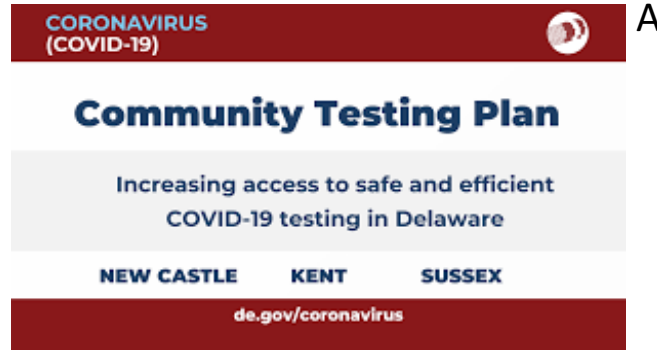 CORONAVIRUS
(COVID-19)
A
Community Testing Plan
Increasing access to safe and efficient
COVID-19 testing in Delaware
NEW CASTLE KENT SUSSEX
de.gov/coronavirus